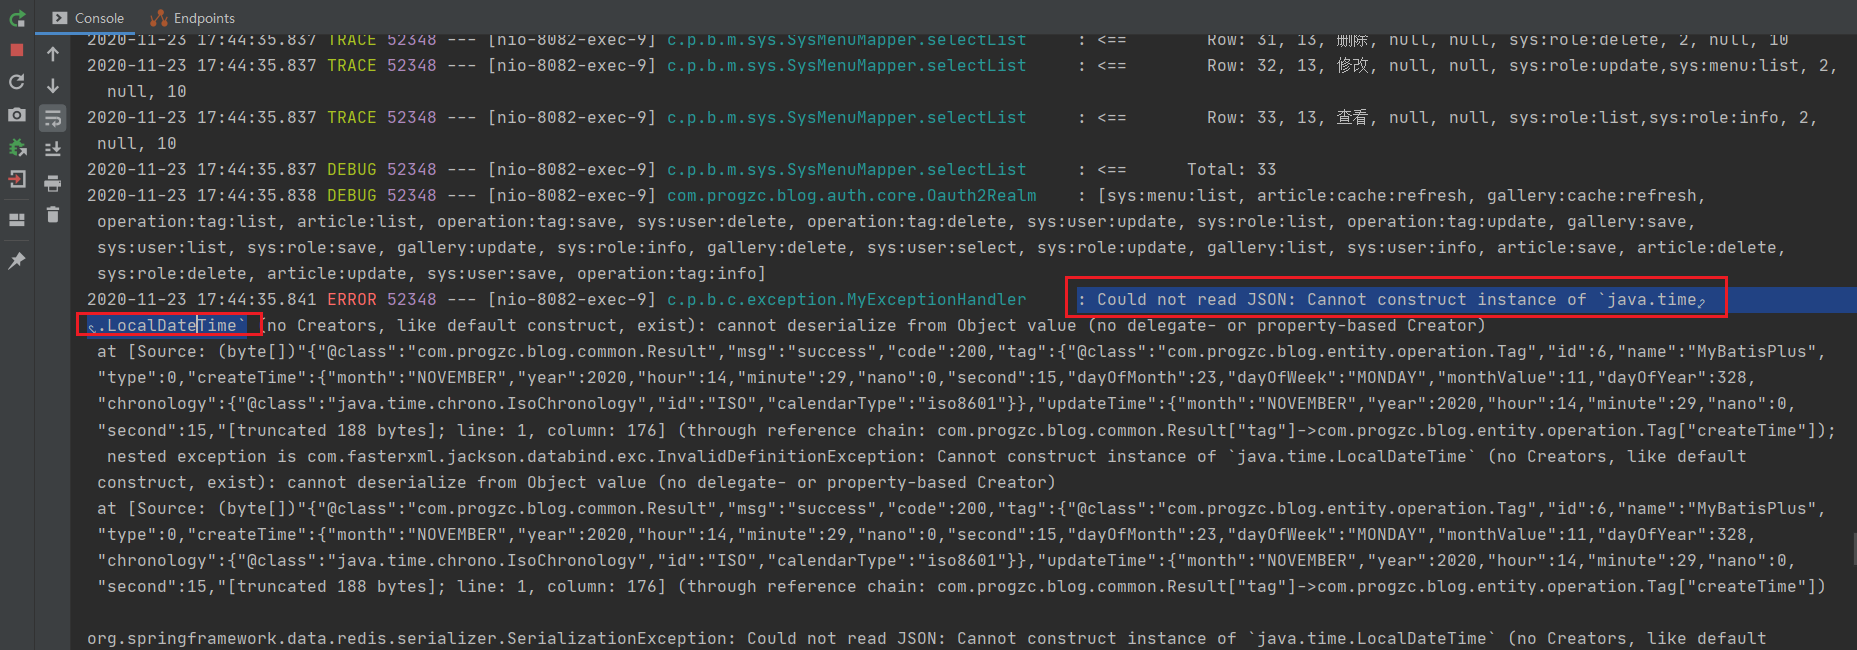 Console Endpoints
2020-11-23 17:44:35.837 TRACE 52348 --- [nio-8082-exec-9] c.p.b.m.sys.SysMenuMapper.selectList : <== Row: 31, 13, 删除, null, null, sys:role:delete, 2, null, 10
2020-11-23 17:44:35.837 TRACE 52348 --- [nio-8082-exec-9] c.p.b.m.sys.SysMenuMapper.selectList : <== Row: 32, 13, 修改, null, null, sys:role:update,sys:menu:list, 2,
null, 10
2020-11-23 17:44:35.837 TRACE 52348 --- [nio-8082-exec-9] c.p.b.m.sys.SysMenuMapper.selectList : <== Row: 33, 13, 查看, null, null, sys:role:list,sys:role:info, 2,
null, 10
2020-11-23 17:44:35.837 DEBUG 52348 --- [nio-8082-exec-9] c.p.b.m.sys.SysMenuMapper.selectList : <== Total: 33
2020-11-23 17:44:35.838 DEBUG 52348 --- [nio-8082-exec-9] com.progzc.blog.auth.core.Oauth2Realm : [sys:menu:list, article:cache:refresh, gallery:cache:refresh,
operation:tag:list, article:list, operation:tag:save, sys:user:delete, operation:tag:delete, sys:user:update, sys:role:list, operation:tag:update, gallery:save,
sys:user:list, sys:role:save, gallery:update, sys:role:info, gallery:delete, sys:user:select, sys:role:update, gallery:list, sys:user:info, article:save, article:delete,
sys:role:delete, article:update, sys:user:save, operation:tag:info]
2020-11-23 17:44:35.841 ERROR 52348 --- [nio-8082-exec-9] c.p.b.c.exception.MyExceptionHandler : Could not read JSON: Cannot construct instance of `java.time
.LocalDateTime` (no Creators, like default construct, exist): cannot deserialize from Object value (no delegate- or property-based Creator)
at [Source: (byte[])"{"@class":"com.progzc.blog.common.Result","msg":"success","code":200,"tag":{"@class":"com.progzc.blog.entity.operation.Tag","id":6,"name":"MyBatisPlus",
"type":0,"createTime":{"month":"NOVEMBER","year":2020,"hour":14,"minute":29,"nano":0,"second":15,"dayOfMonth":23,"dayOfWeek":"MONDAY","monthValue":11,"dayOfYear":328,
"chronology":{"@class":"java.time.chrono.IsoChronology","id":"ISO","calendarType":"iso8601"}},"updateTime":{"month":"NOVEMBER","year":2020,"hour":14,"minute":29,"nano":0,
"second":15,"[truncated 188 bytes]; line: 1, column: 176] (through reference chain: com.progzc.blog.common.Result["tag"]->com.progzc.blog.entity.operation.Tag["createTime"]);
nested exception is com.fasterxml.jackson.databind.exc.InvalidDefinitionException: Cannot construct instance of `java.time.LocalDateTime` (no Creators, like default
construct, exist): cannot deserialize from Object value (no delegate- or property-based Creator)
at [Source: (byte[])"{"@class":"com.progzc.blog.common.Result","msg":"success","code":200,"tag":{"@class":"com.progzc.blog.entity.operation.Tag","id":6,"name":"MyBatisPlus",
"type":0,"createTime":{"month":"NOVEMBER","year":2020,"hour":14,"minute":29,"nano":0,"second":15,"dayOfMonth":23,"dayOfWeek":"MONDAY","monthValue":11,"dayOfYear":328,
"chronology":{"@class":"java.time.chrono.IsoChronology","id":"ISO","calendarType":"iso8601"}},"updateTime":{"month":"NOVEMBER","year":2020,"hour":14,"minute":29,"nano":0,
"second":15,"[truncated 188 bytes]; line: 1, column: 176] (through reference chain: com.progzc.blog.common.Result["tag"]->com.progzc.blog.entity.operation.Tag["createTime"])
org.springframework.data.redis.serializer.SerializationException: Could not read JSON: Cannot construct instance of `java.time.LocalDateTime` (no Creators, like default